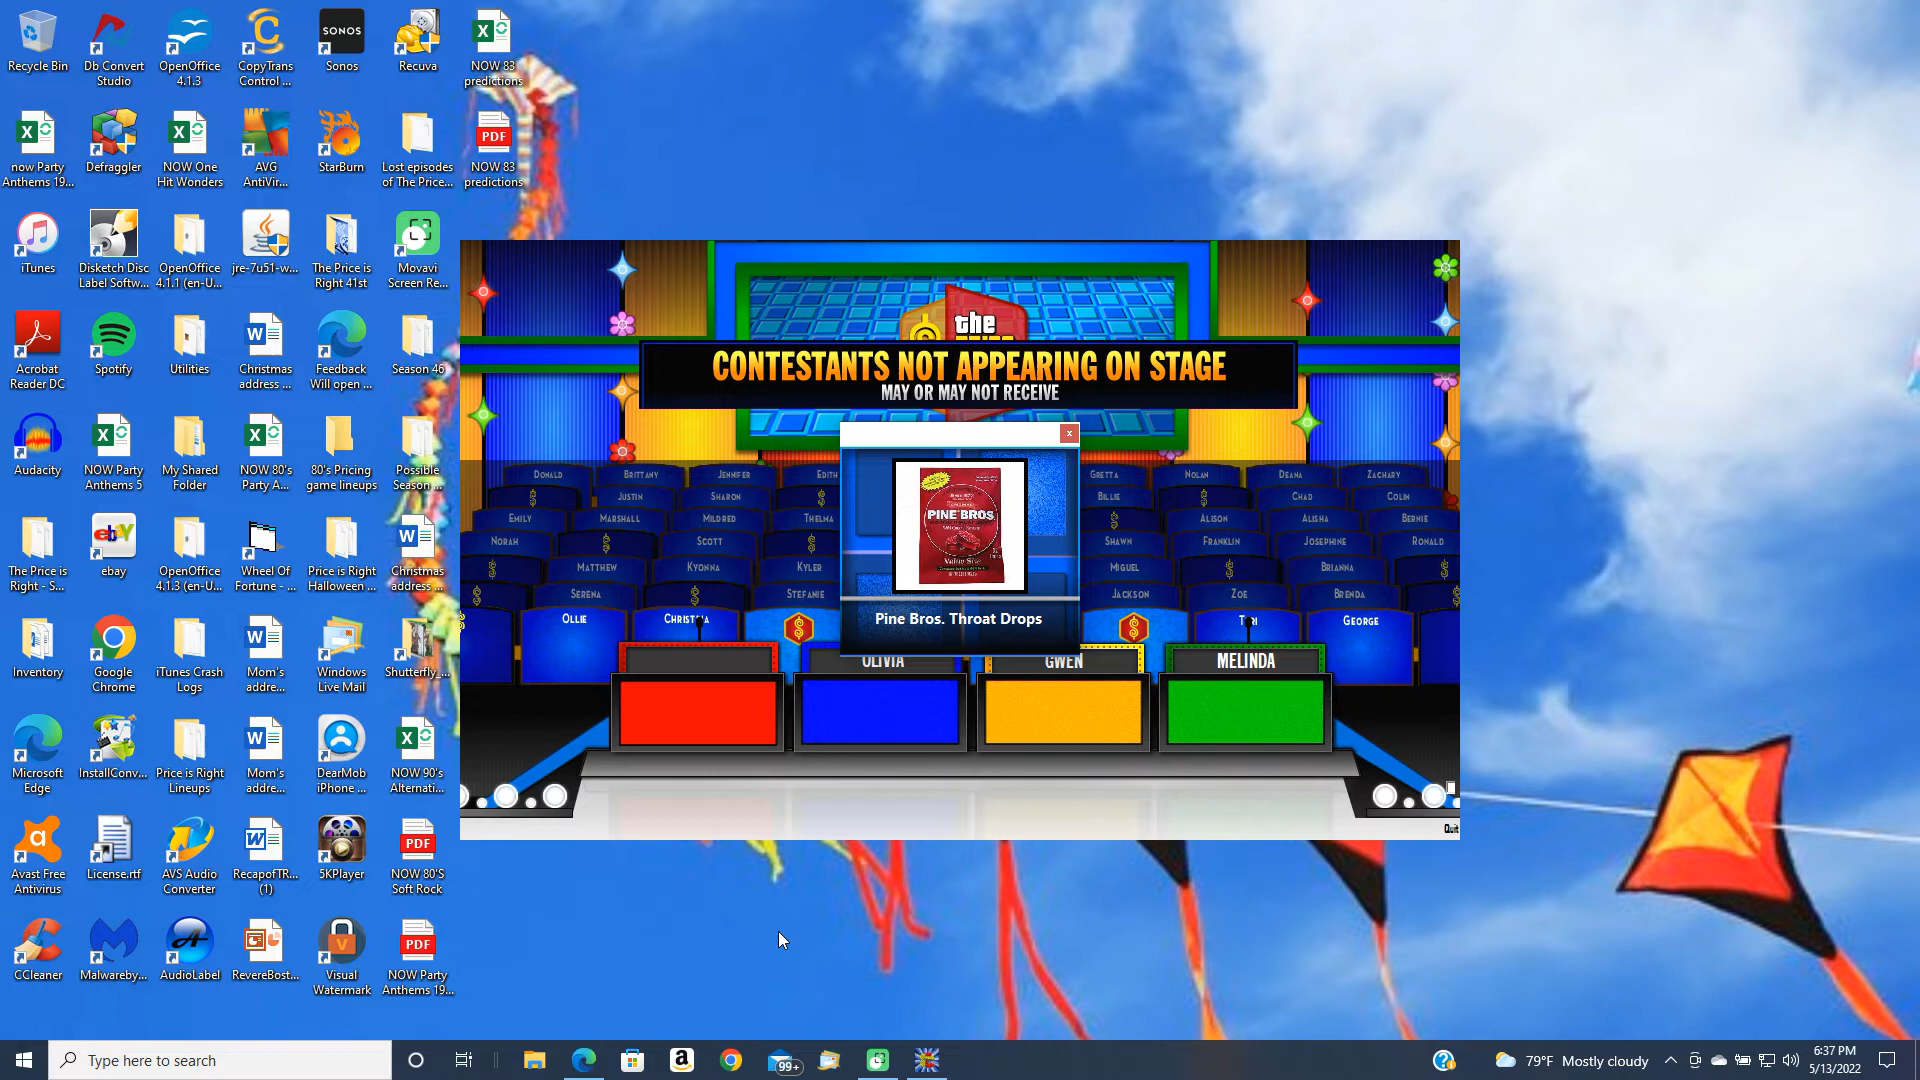 Recycle Bin
Db Convert
Studio
OpenOffice
4.1.3
CopyTrans
Control ...
SONOS
Sonos
Recuva
NOW 83
predictions
now Party
Anthems 19...
Defraggler
NOW One
Hit Wonders
AVG
AntiVir...
StarBurn
Lost episodes
of The Price...
PDF
NOW 83
predictions
iTunes
Disketch Disc
Label Softw...
OpenOffice
4.1.1 (en-U...
jre-7u51-w...
The Price is
Right 41st
Movavi
Screen Re...
Acrobat
Reader DC
Spotify
Utilities
Christmas
address ...
Feedback
Will open ...
Season 46
Audacity
NOW Party
Anthems 5
My Shared
Folder
NOW 80's
Party A...
80's Pricing
game lineups
Possible
Season ...
The Price is
Right - S...
ebay
ebay
OpenOffice
4.1.3 (en-U...
Wheel Of
Fortune - ...
Price is Right
Halloween ...
Christmas
address ...
Inventory
Google
Chrome
iTunes Crash
Logs
Mom's
addre...
Windows
Live Mail
Shutterfly_...
Microsoft
Edge
InstallConv...
Price is Right
Lineups
Mom's
addre...
DearMob
iPhone ...
NOW 90's
Alternati...
Avast Free
Antivirus
License.rtf
AVS Audio
Converter
RecapofTR...
(1)
5KPlayer
PDF
NOW 80'S
Soft Rock
CCleaner
Malwareby...
AudioLabel
RevereBost...
Visual
Watermark
PDF
NOW Party
Anthems 19...
the
CONTESTANTS NOT APPEARING ON STAGE
MAY OR MAY NOT RECEIVE
DONALD BRITTANY JENNIFER EDITH GRETTA NOLAN DEANA ZACHARY
JUSTIN SHARON BILLIE CHAD COLIN
EMILY MARSHALL MILDRED THELMA ALISON ALISHA BERNIE
NORAH SCOTT SHAWN FRANKLIN JOSEPHINE RONALD
MATTHEW KYONNA KYLER MIGUEL BRIANNA
SERENA STEFANIE JACKSON ZOE BRENDA
OLLIE CHRISTINA GEORGE
PINE BROS
Value Size
Pine Bros. Throat Drops
OLIVIA GWEN MELINDA
Quit
Type here to search
99+
79°F Mostly cloudy
6:37 PM
5/13/2022